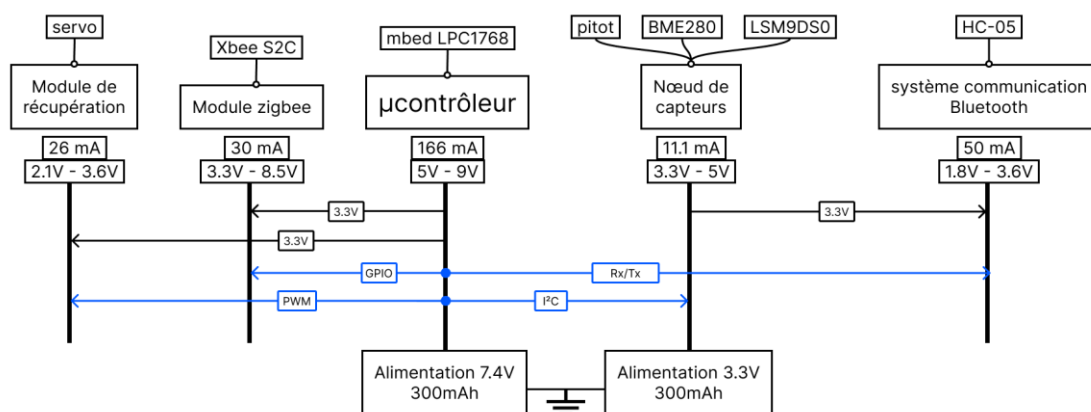 servo
Xbee S2C
mbed LPC1768
pitot
BME280
LSM9DS0
HC-05
Module de
récupération
Module zigbee
µcontrôleur
Nœud de
capteurs
système communication
Bluetooth
26 mA
2.1V - 3.6V
30 mA
3.3V - 8.5V
166 mA
5V - 9V
11.1 mA
3.3V - 5V
50 mA
1.8V - 3.6V
3.3V
3.3V
3.3V
GPIO
Rx/Tx
PWM
I²C
Alimentation 7.4V
300mAh
Alimentation 3.3V
300mAh